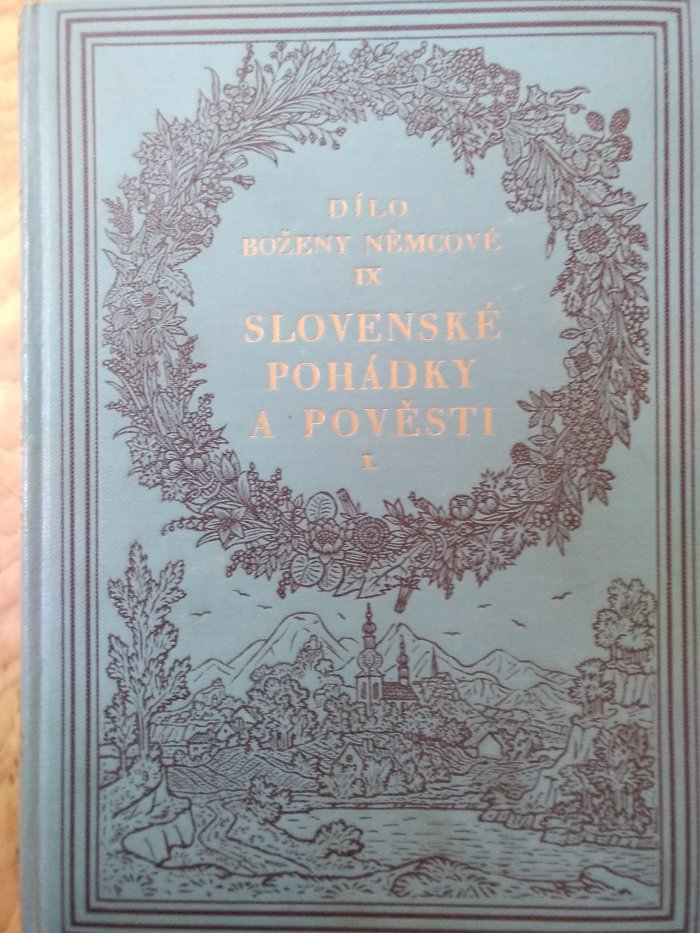 DÍLO
BOŽENY NĚMCOVÉ
IX
SLOVENSKÉ
POHÁDKY
A POVĚSTI
I.